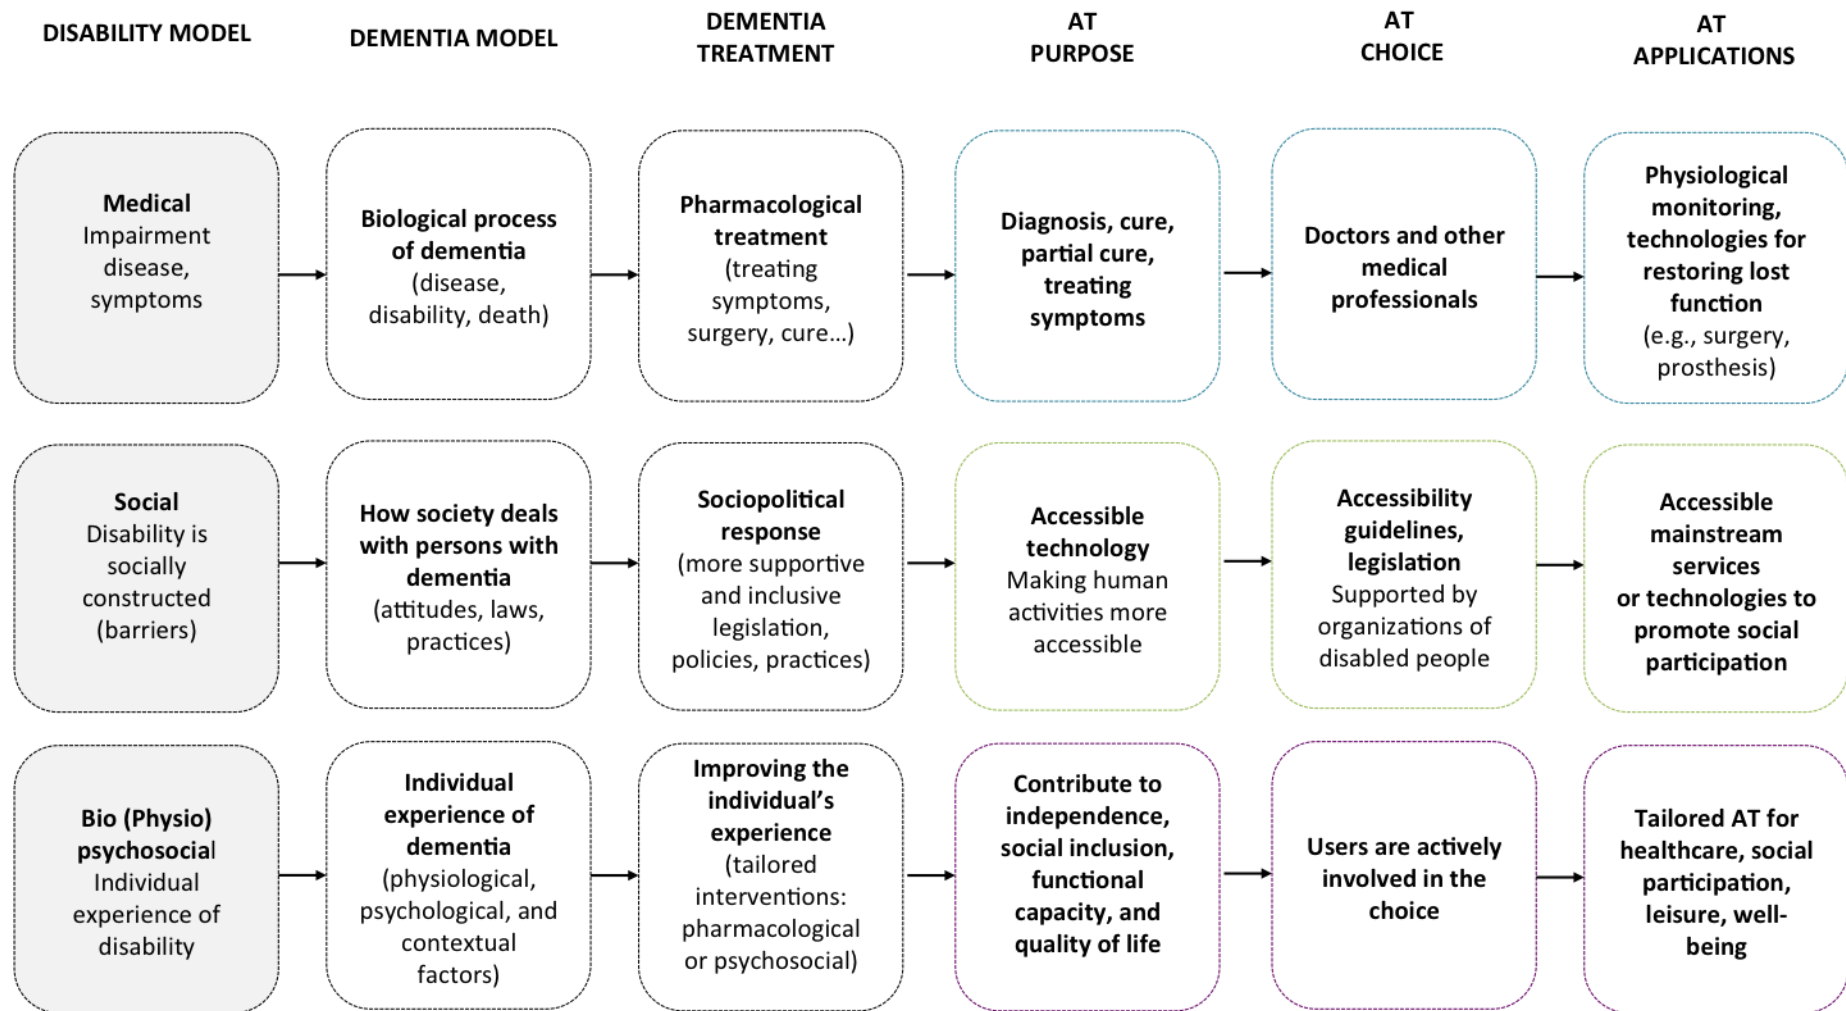 DISABILITY MODEL
DEMENTIA MODEL
DEMENTIA
TREATMENT
AT
PURPOSE
AT
CHOICE
AT
APPLICATIONS
Medical
Impairment
disease,
symptoms
Biological process
of dementia
(disease,
disability, death)
Pharmacological
treatment
(treating
symptoms,
surgery, cure...)
Diagnosis, cure,
partial cure,
treating
symptoms
Doctors and other
medical
professionals
Physiological
monitoring,
technologies for
restoring lost
function
(e.g., surgery,
prosthesis)
Social
Disability is
socially
constructed
(barriers)
How society deals
with persons with
dementia
(attitudes, laws,
practices)
Sociopolitical
response
(more supportive
and inclusive
legislation,
policies, practices)
Accessible
technology
Making human
activities more
accessible
Accessibility
guidelines,
legislation
Supported by
organizations of
disabled people
Accessible
mainstream
services
or technologies to
promote social
participation
Bio (Physio)
psychosocial
Individual
experience of
disability
Individual
experience of
dementia
(physiological,
psychological, and
contextual
factors)
Improving the
individual's
experience
(tailored
interventions:
pharmacological
or psychosocial)
Contribute to
independence,
social inclusion,
functional
capacity, and
quality of life
Users are actively
involved in the
choice
Tailored AT for
healthcare, social
participation,
leisure, well-
being